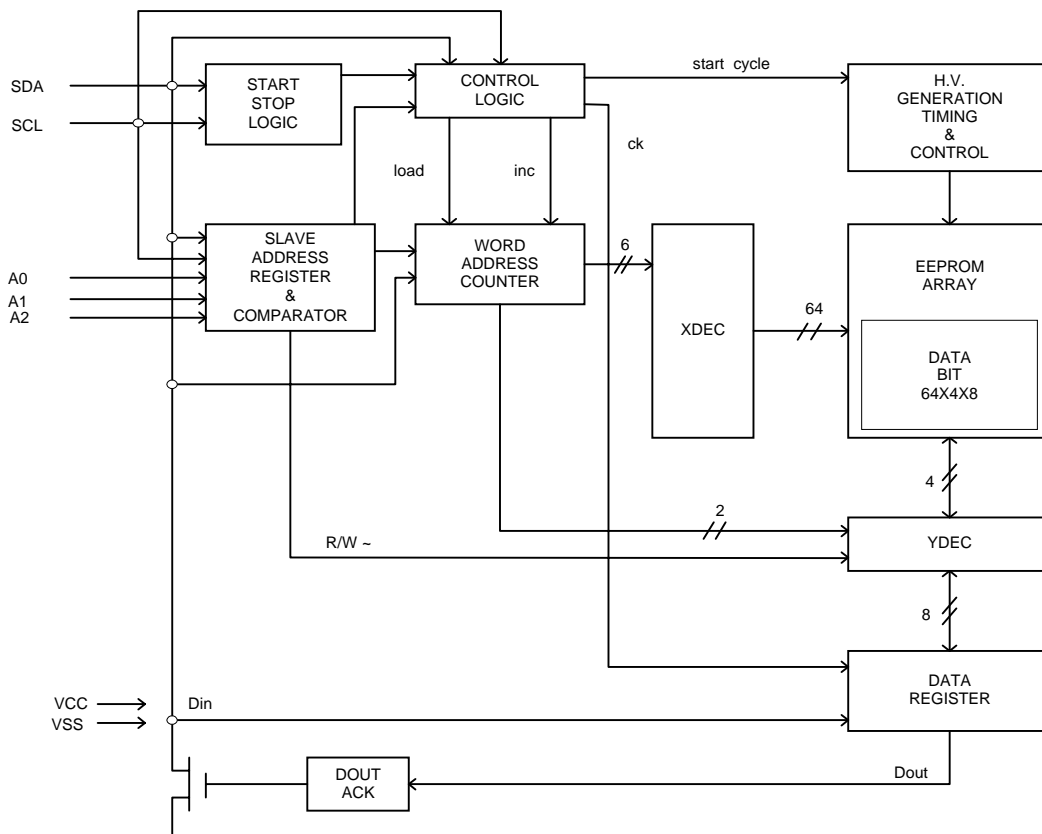 start cycle
SDA
START
STOP
LOGIC
CONTROL
LOGIC
H.V.
GENERATION
TIMING
&
CONTROL
SCL
ck
load
inc
SLAVE
ADDRESS
REGISTER
&
COMPARATOR
WORD
ADDRESS
COUNTER
6
EEPROM
ARRAY
A0
A1
A2
XDEC
64
DATA
BIT
64X4X8
4
2
R/W ~
YDEC
8
VCC
VSS
Din
DATA
REGISTER
DOUT
ACK
Dout